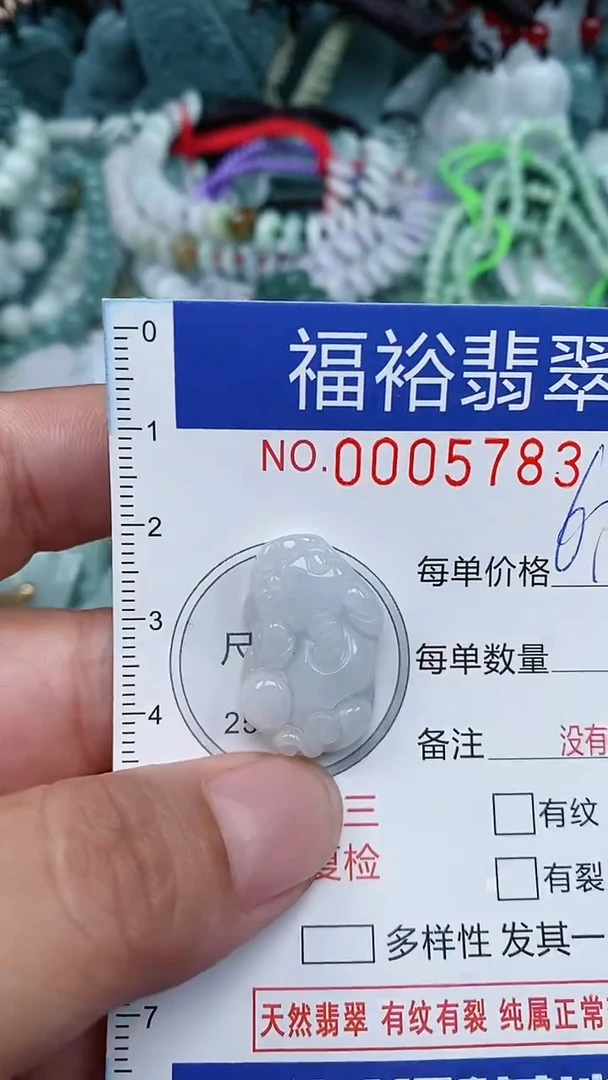 0
福裕翡翠
1
NO.0005783
2
每单价格
3
尺
每单数量
4
25
备注 没有
三
有纹
复检
有裂
多样性 发其一
天然翡翠 有纹有裂 纯属正常
7